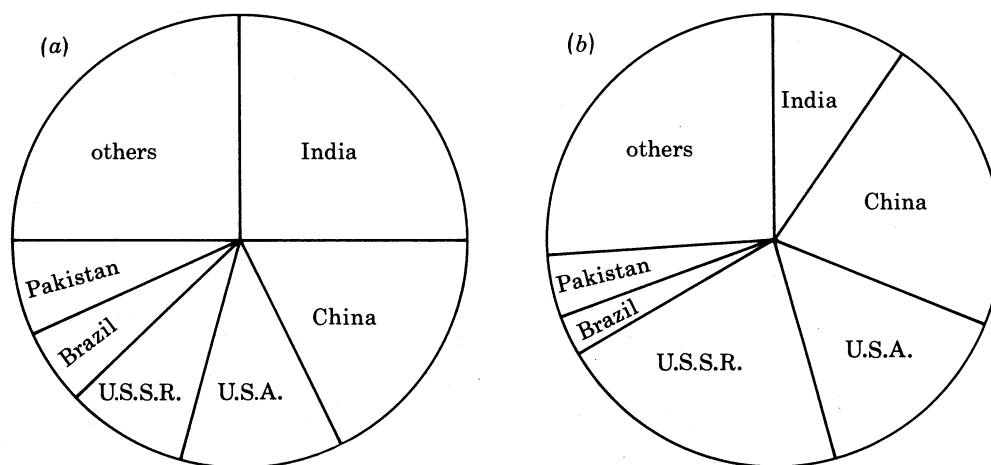 (a)
others
India
Pakistan
Brazil
U.S.S.R.
U.S.A.
China
(b)
India
others
China
Pakistan
Brazil
U.S.S.R.
U.S.A.